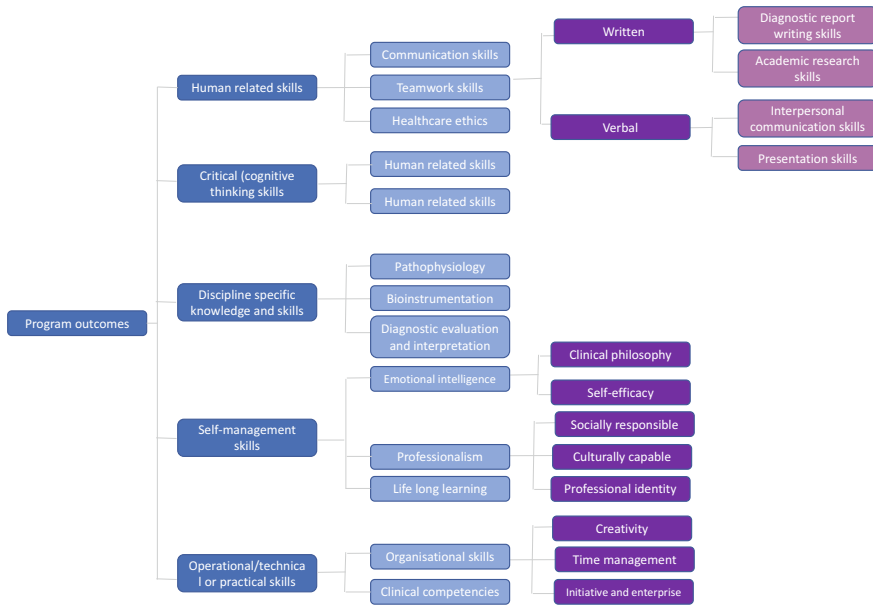 Program outcomes
Human related skills
Communication skills
Teamwork skills
Healthcare ethics
Written
Diagnostic report
writing skills
Academic research
skills
Verbal
Interpersonal
communication skills
Presentation skills
Critical (cognitive
thinking skills
Human related skills
Human related skills
Discipline specific
knowledge and skills
Pathophysiology
Bioinstrumentation
Diagnostic evaluation
and interpretation
Self-management
skills
Emotional intelligence
Clinical philosophy
Self-efficacy
Professionalism
Socially responsible
Culturally capable
Professional identity
Life long learning
Operational/technica
l or practical skills
Organisational skills
Creativity
Time management
Initiative and enterprise
Clinical competencies